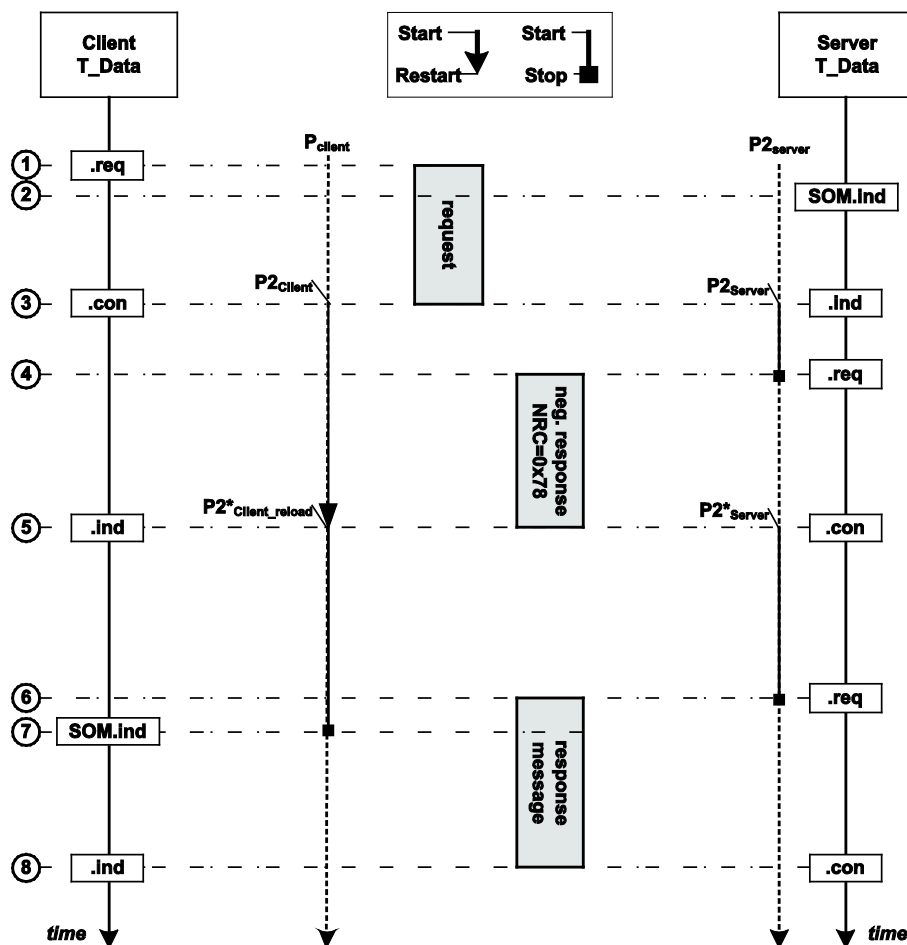 Client
T_Data
Start
Restart
Start
Stop
Server
T_Data
Pclient
P2server
1
.req
2
SOM.ind
request
P2Client
P2Server
3
.con
.ind
4
.req
neg. response
NRC=0x78
P2*Client_reload
P2*Server
5
.ind
.con
6
.req
7
SOM.ind
response
message
8
.ind
.con
time
time